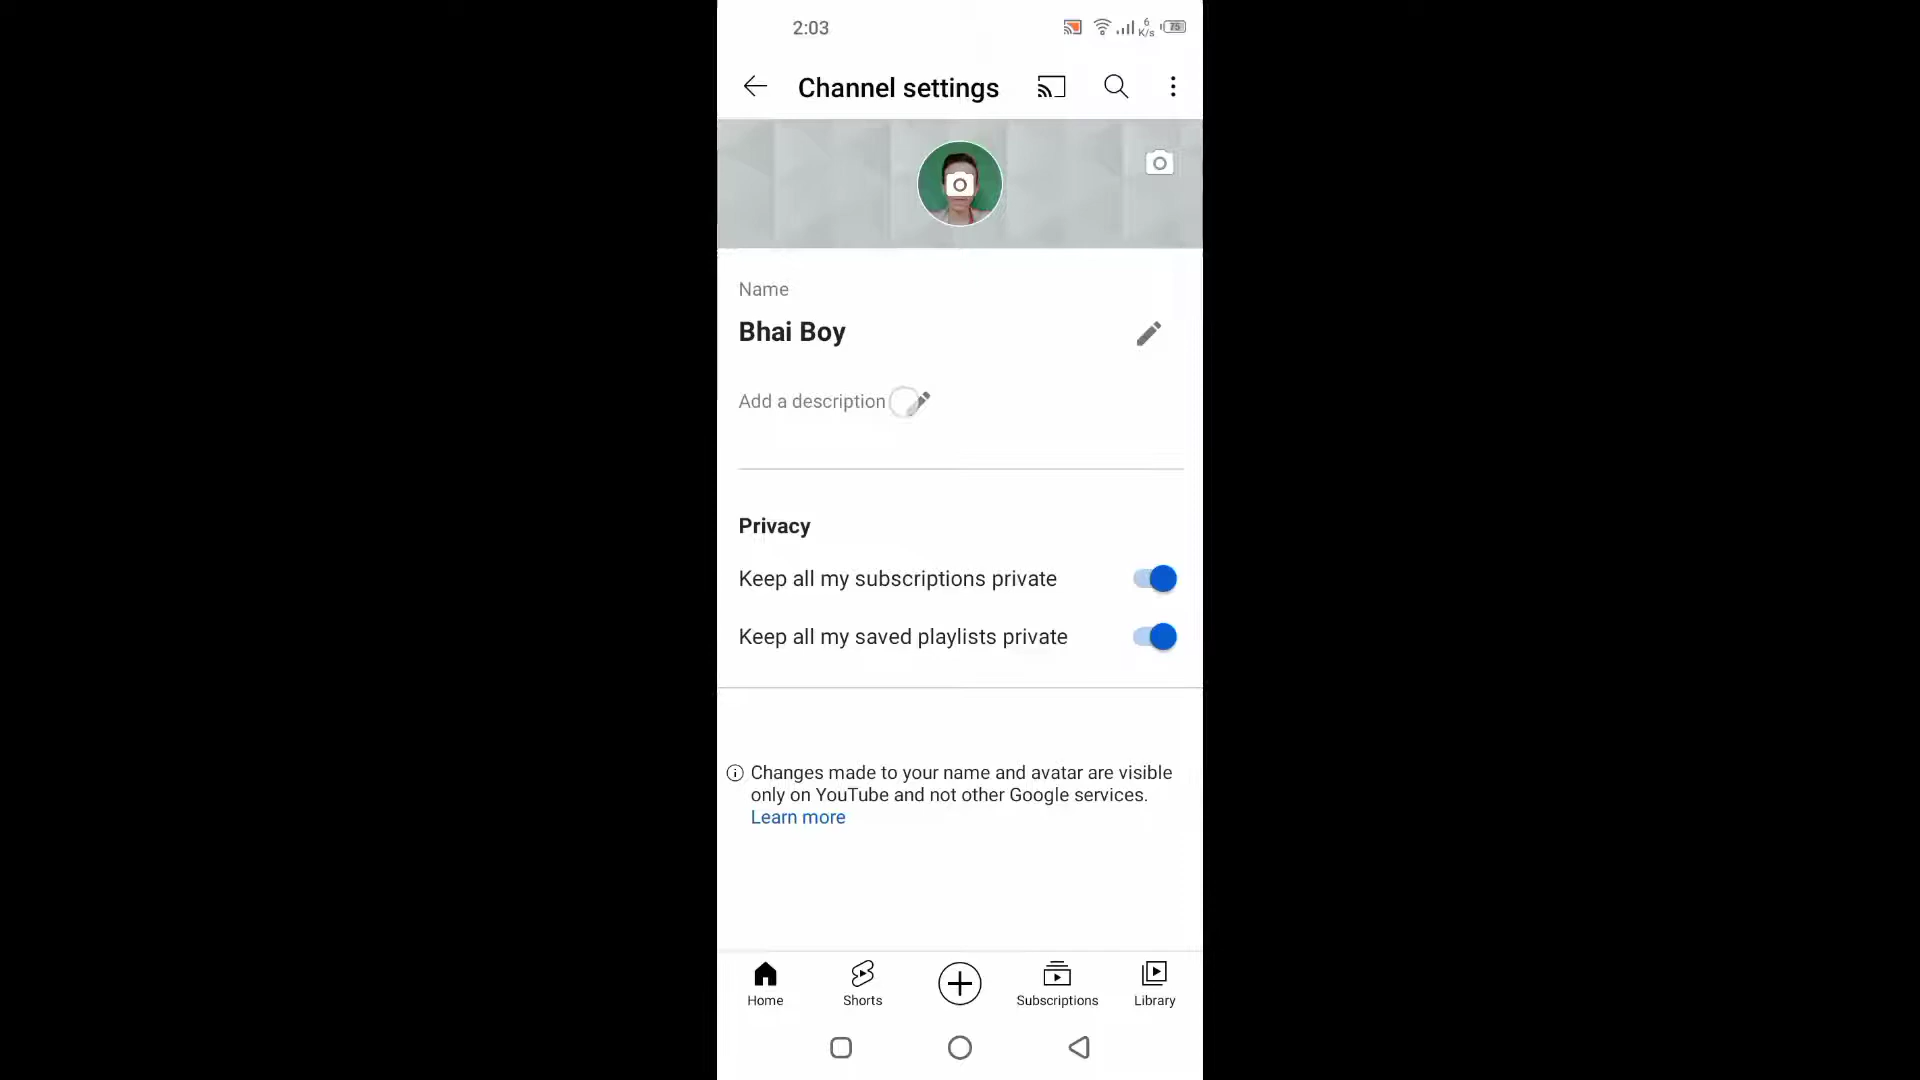 2:03
6
K/s
75
Channel settings
Name
Bhai Boy
Add a description
Privacy
Keep all my subscriptions private
Keep all my saved playlists private
Changes made to your name and avatar are visible
only on YouTube and not other Google services.
Learn more
Home
Shorts
Subscriptions
Library